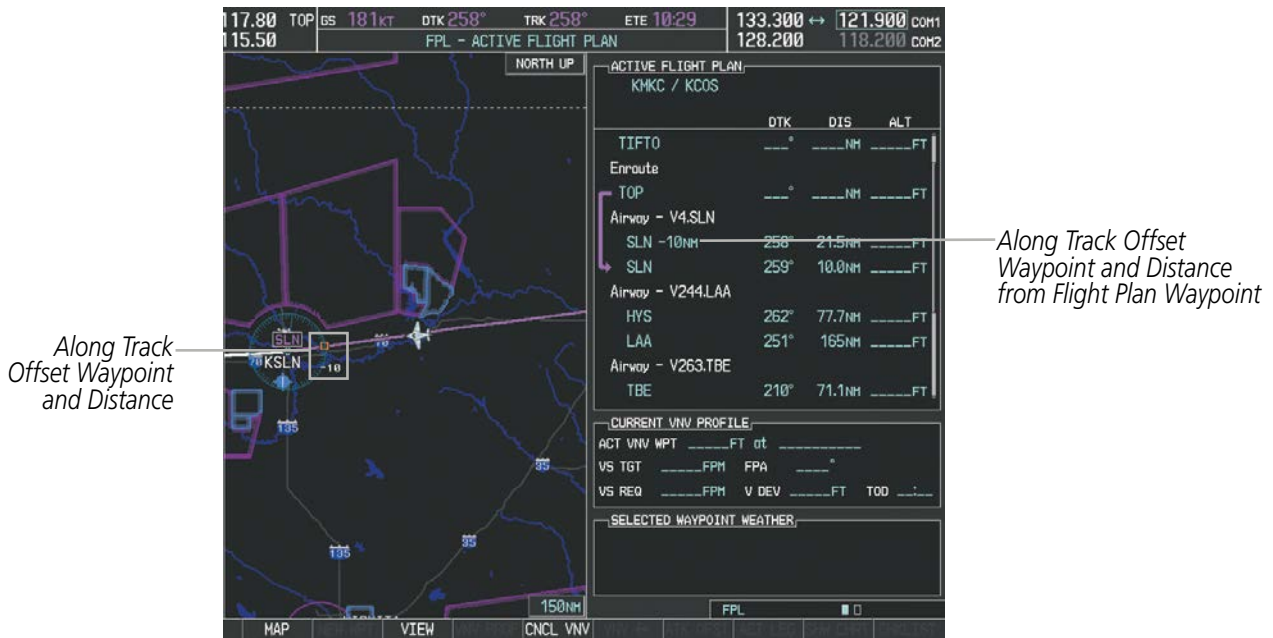 117.80 TOP GS 181KT DTK 258° TRK 258° ETE 10:29 133.300 ↔ 121.900 COM1
115.50 FPL – ACTIVE FLIGHT PLAN 128.200 118.200 COM2
NORTH UP
ACTIVE FLIGHT PLAN
KMKC / KCOS
DTK DIS ALT
TIFTO ___° ____NM _____FT
Enroute
TOP ___° ____NM _____FT
Airway – V4.SLN
SLN -10NM 258° 21.5NM _____FT
SLN 259° 10.0NM _____FT
Airway – V244.LAA
HYS 262° 77.7NM _____FT
LAA 251° 165NM _____FT
Airway – V263.TBE
TBE 210° 71.1NM _____FT
CURRENT VNV PROFILE
ACT VNV WPT _____FT at __________
VS TGT _____FPM FPA ____°
VS REQ _____FPM V DEV _____FT TOD __:__
SELECTED WAYPOINT WEATHER
SLN
KSLN
-10
70
70
135
35
135
35
150NM
FPL
MAP VIEW CNCL VNV
Along Track
Offset Waypoint
and Distance
Along Track Offset
Waypoint and Distance
from Flight Plan Waypoint